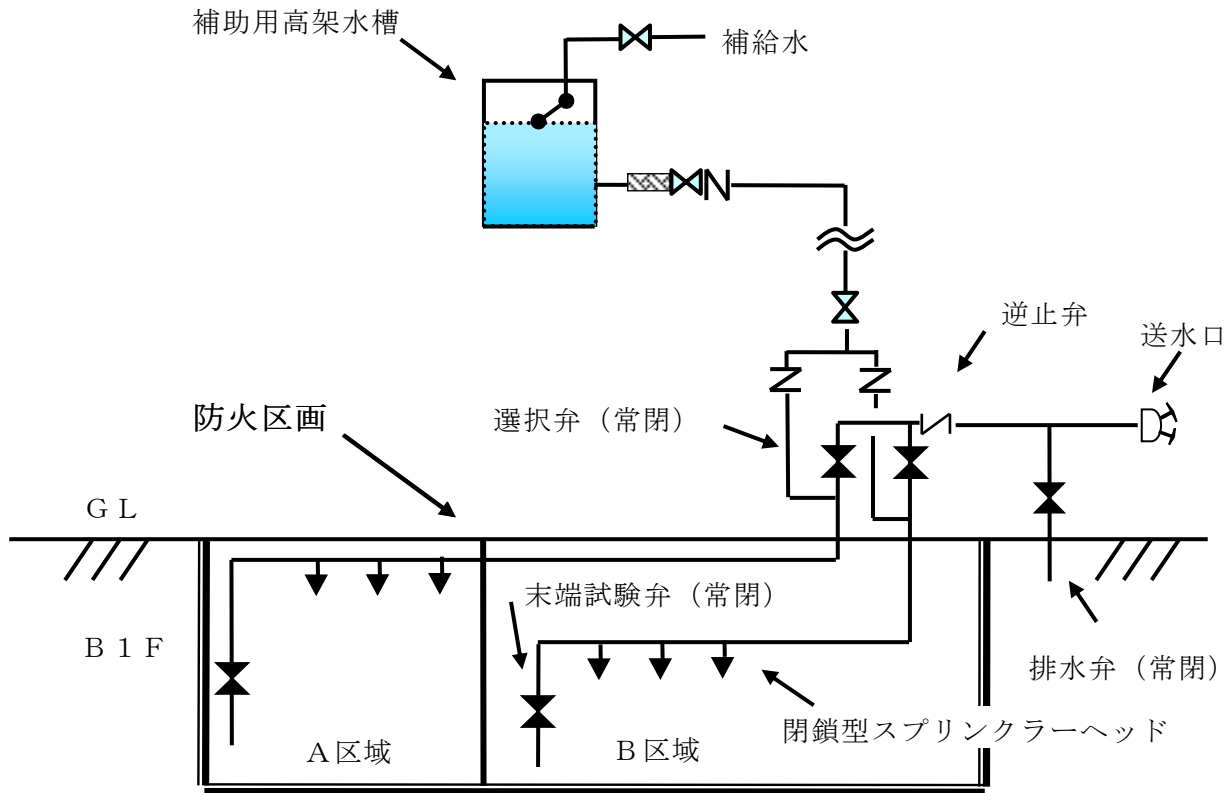 補助用高架水槽
補給水
逆止弁
送水口
防火区画
選択弁（常閉）
ＧＬ
末端試験弁（常閉）
Ｂ１Ｆ
排水弁（常閉）
閉鎖型スプリンクラーヘッド
Ａ区域
Ｂ区域